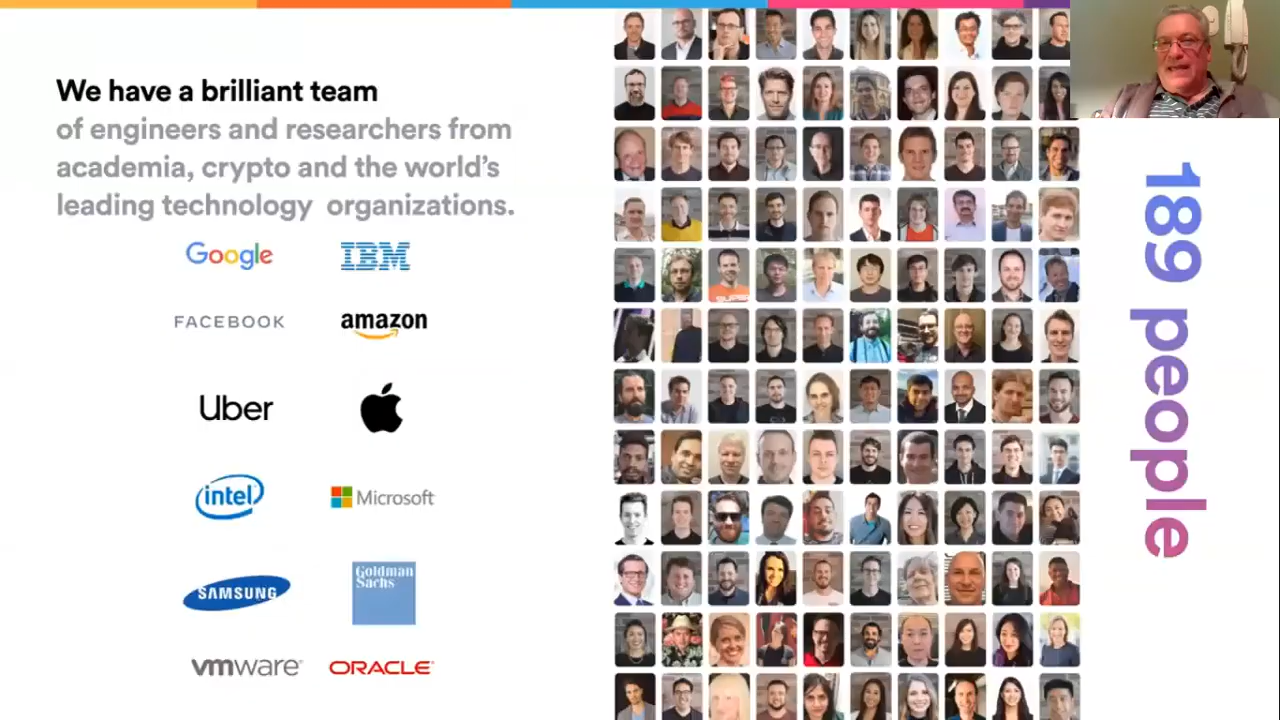 We have a brilliant team
of engineers and researchers from
academia, crypto and the world's
leading technology organizations.
Google
IBM
FACEBOOK
amazon
Uber
intel
Microsoft
SAMSUNG
Goldman
Sachs
vmware
ORACLE
189 people